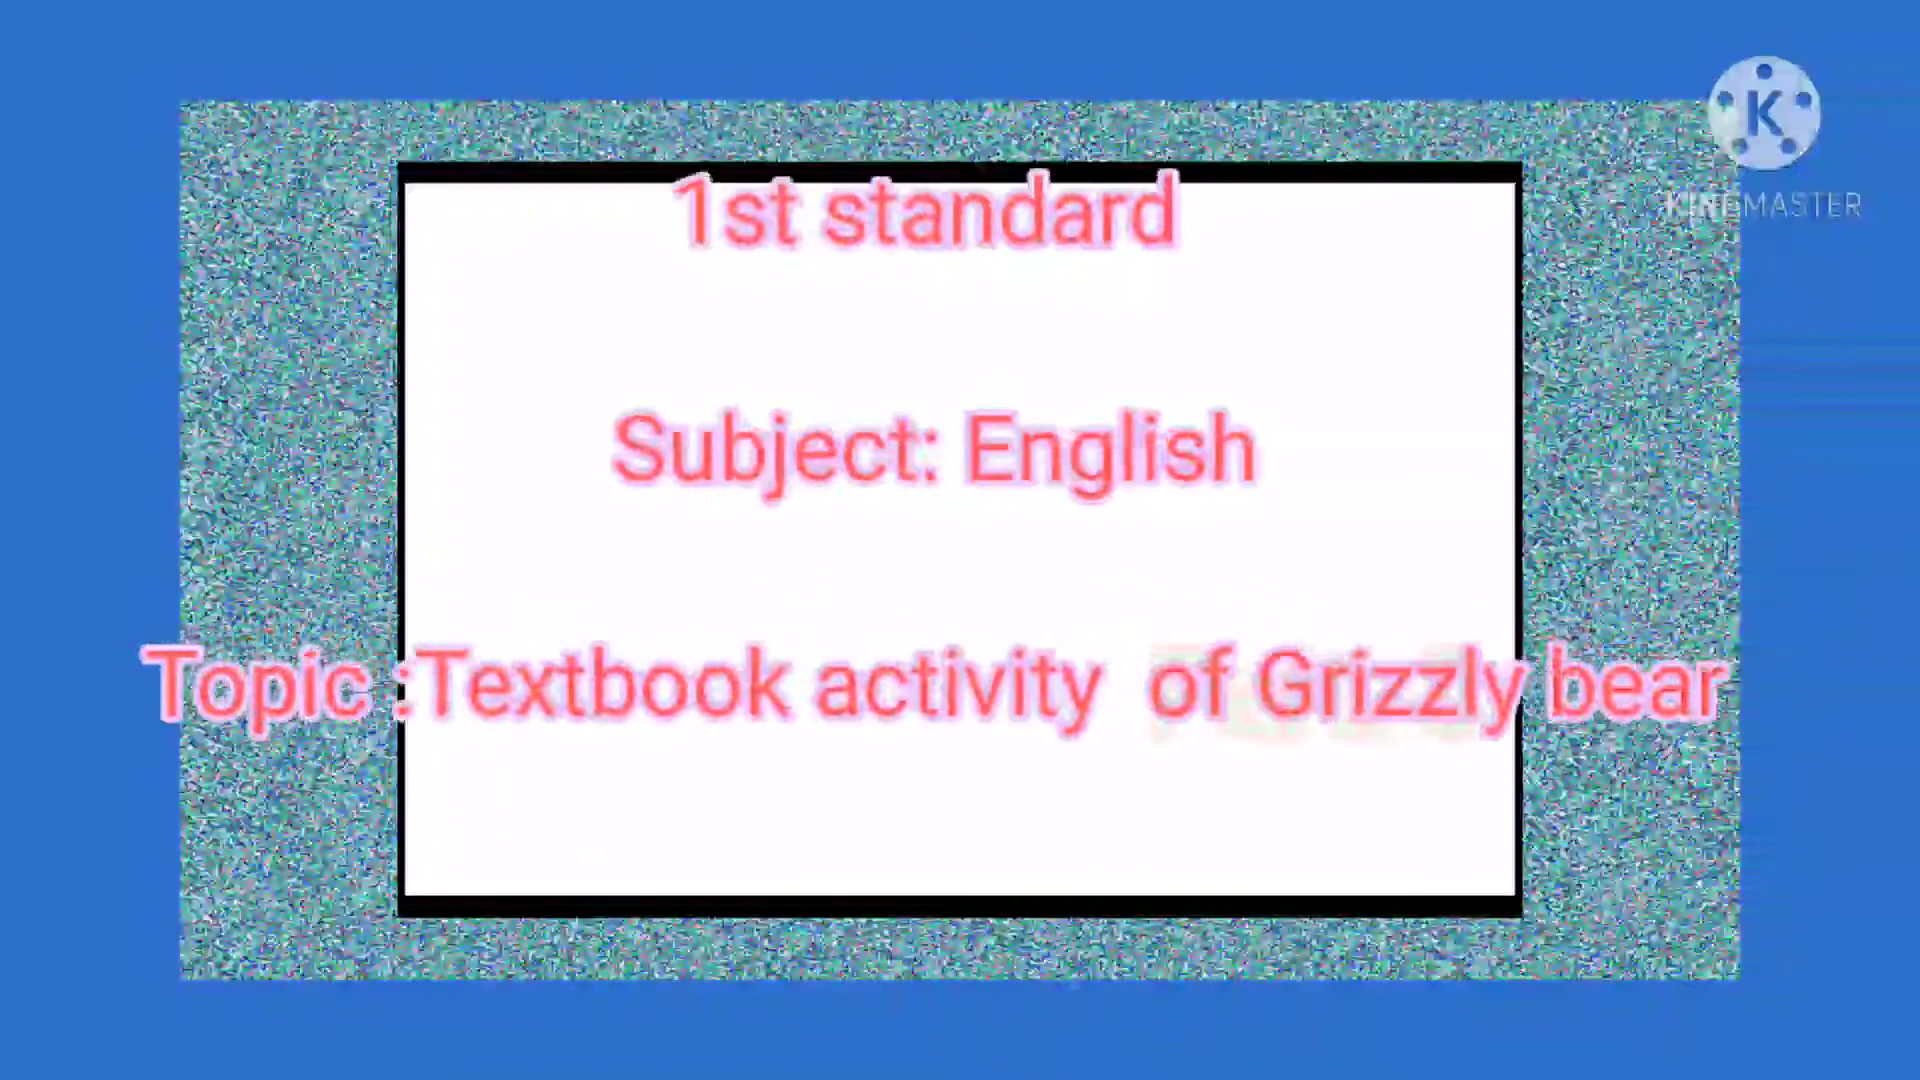 K
KINEMASTER
1st standard
Subject: English
Topic :Textbook activity  of Grizzly bear